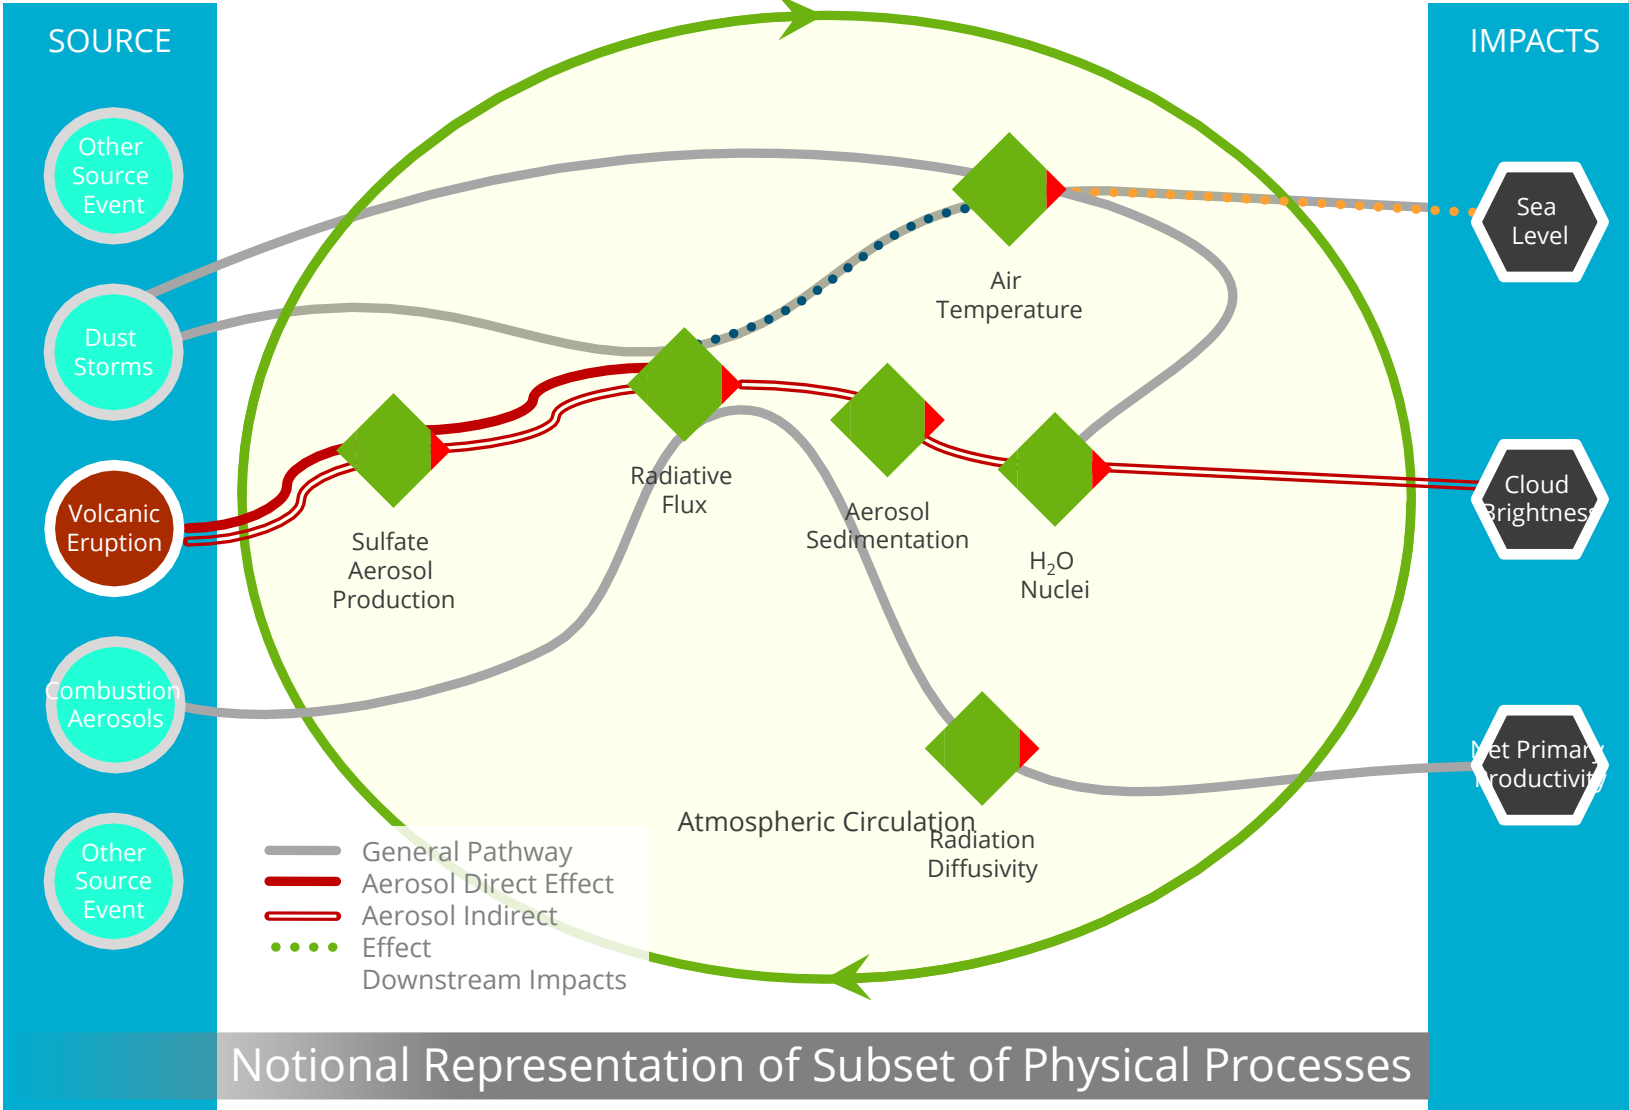 SOURCE
IMPACTS
Other
Source
Event
Sea
Level
Air
Temperature
Dust
Storms
Radiative
Flux
Cloud
Brightness
Volcanic
Eruption
Aerosol
Sedimentation
Sulfate
Aerosol
Production
H₂O
Nuclei
Combustion
Aerosols
Net Primary
Productivity
Atmospheric Circulation
Radiation
Diffusivity
Other
Source
Event
General Pathway
Aerosol Direct Effect
Aerosol Indirect
Effect
Downstream Impacts
Notional Representation of Subset of Physical Processes